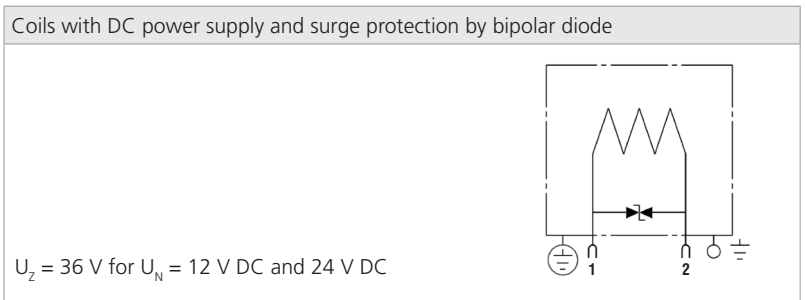 Coils with DC power supply and surge protection by bipolar diode
U_Z = 36 V for U_N = 12 V DC and 24 V DC
1 2